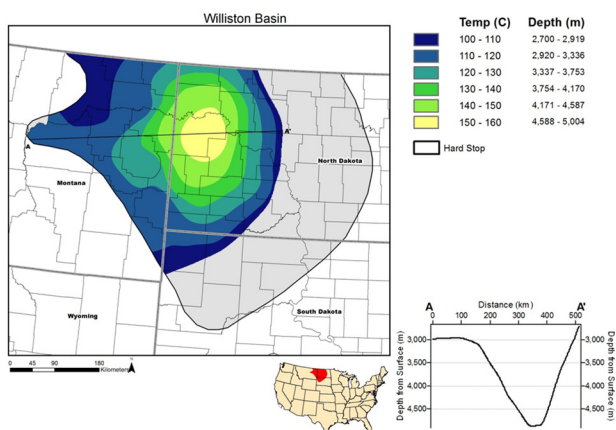 Williston Basin
Temp (C) Depth (m)
100 - 110 2,700 - 2,919
110 - 120 2,920 - 3,336
120 - 130 3,337 - 3,753
130 - 140 3,754 - 4,170
140 - 150 4,171 - 4,587
150 - 160 4,588 - 5,004
Hard Stop
A
A'
North Dakota
Montana
South Dakota
Wyoming
0 45 90 180
Kilometers
N
A Distance (km) A'
0 100 200 300 400 500
3,000 3,000
3,500 3,500
4,000 4,000
4,500 4,500
Depth from Surface (m)
Depth from Surface (m)